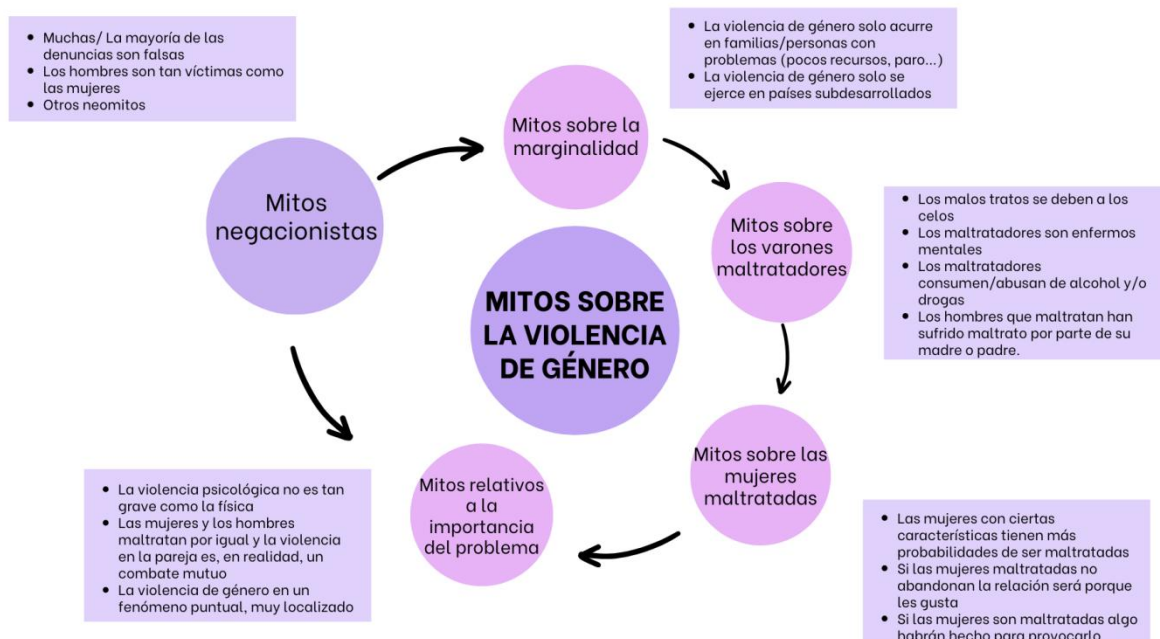 • Muchas/ La mayoría de las
denuncias son falsas
• Los hombres son tan víctimas como
las mujeres
• Otros neomitos
• La violencia de género solo acurre
en familias/personas con
problemas (pocos recursos, paro...)
• La violencia de género solo se
ejerce en países subdesarrollados
Mitos
negacionistas
Mitos sobre la
marginalidad
Mitos sobre
los varones
maltratadores
• Los malos tratos se deben a los
celos
• Los maltratadores son enfermos
mentales
• Los maltratadores
consumen/abusan de alcohol y/o
drogas
• Los hombres que maltratan han
sufrido maltrato por parte de su
madre o padre.
MITOS SOBRE
LA VIOLENCIA
DE GÉNERO
Mitos sobre las
mujeres
maltratadas
• Las mujeres con ciertas
características tienen más
probabilidades de ser maltratadas
• Si las mujeres maltratadas no
abandonan la relación será porque
les gusta
• Si las mujeres son maltratadas algo
habrán hecho para provocarlo
Mitos relativos
a la
importancia
del problema
• La violencia psicológica no es tan
grave como la física
• Las mujeres y los hombres
maltratan por igual y la violencia
en la pareja es, en realidad, un
combate mutuo
• La violencia de género en un
fenómeno puntual, muy localizado